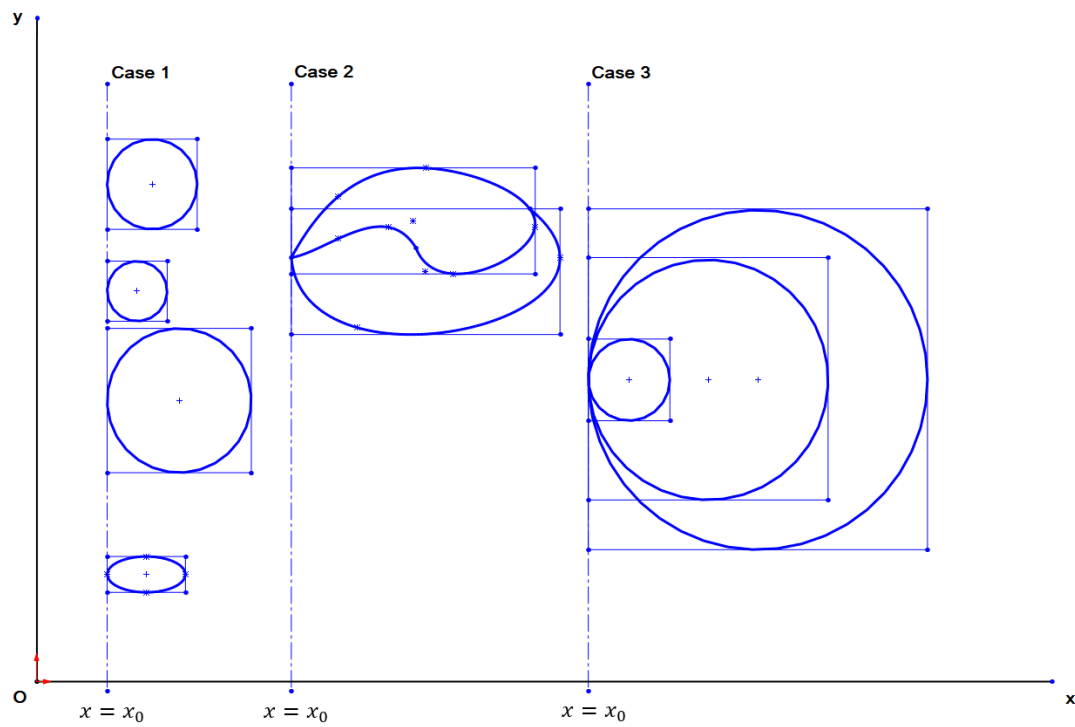 y
Case 1 Case 2 Case 3
O x
x = x₀ x = x₀ x = x₀